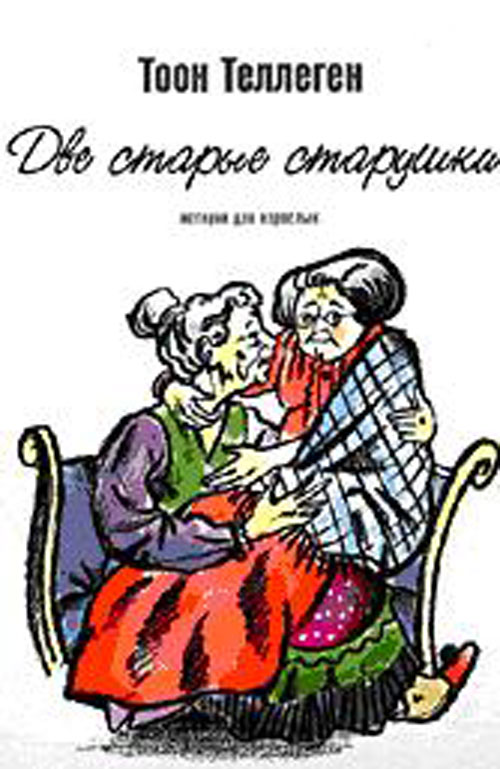 Тоон Теллеген
Две старые старушки
истории для взрослых